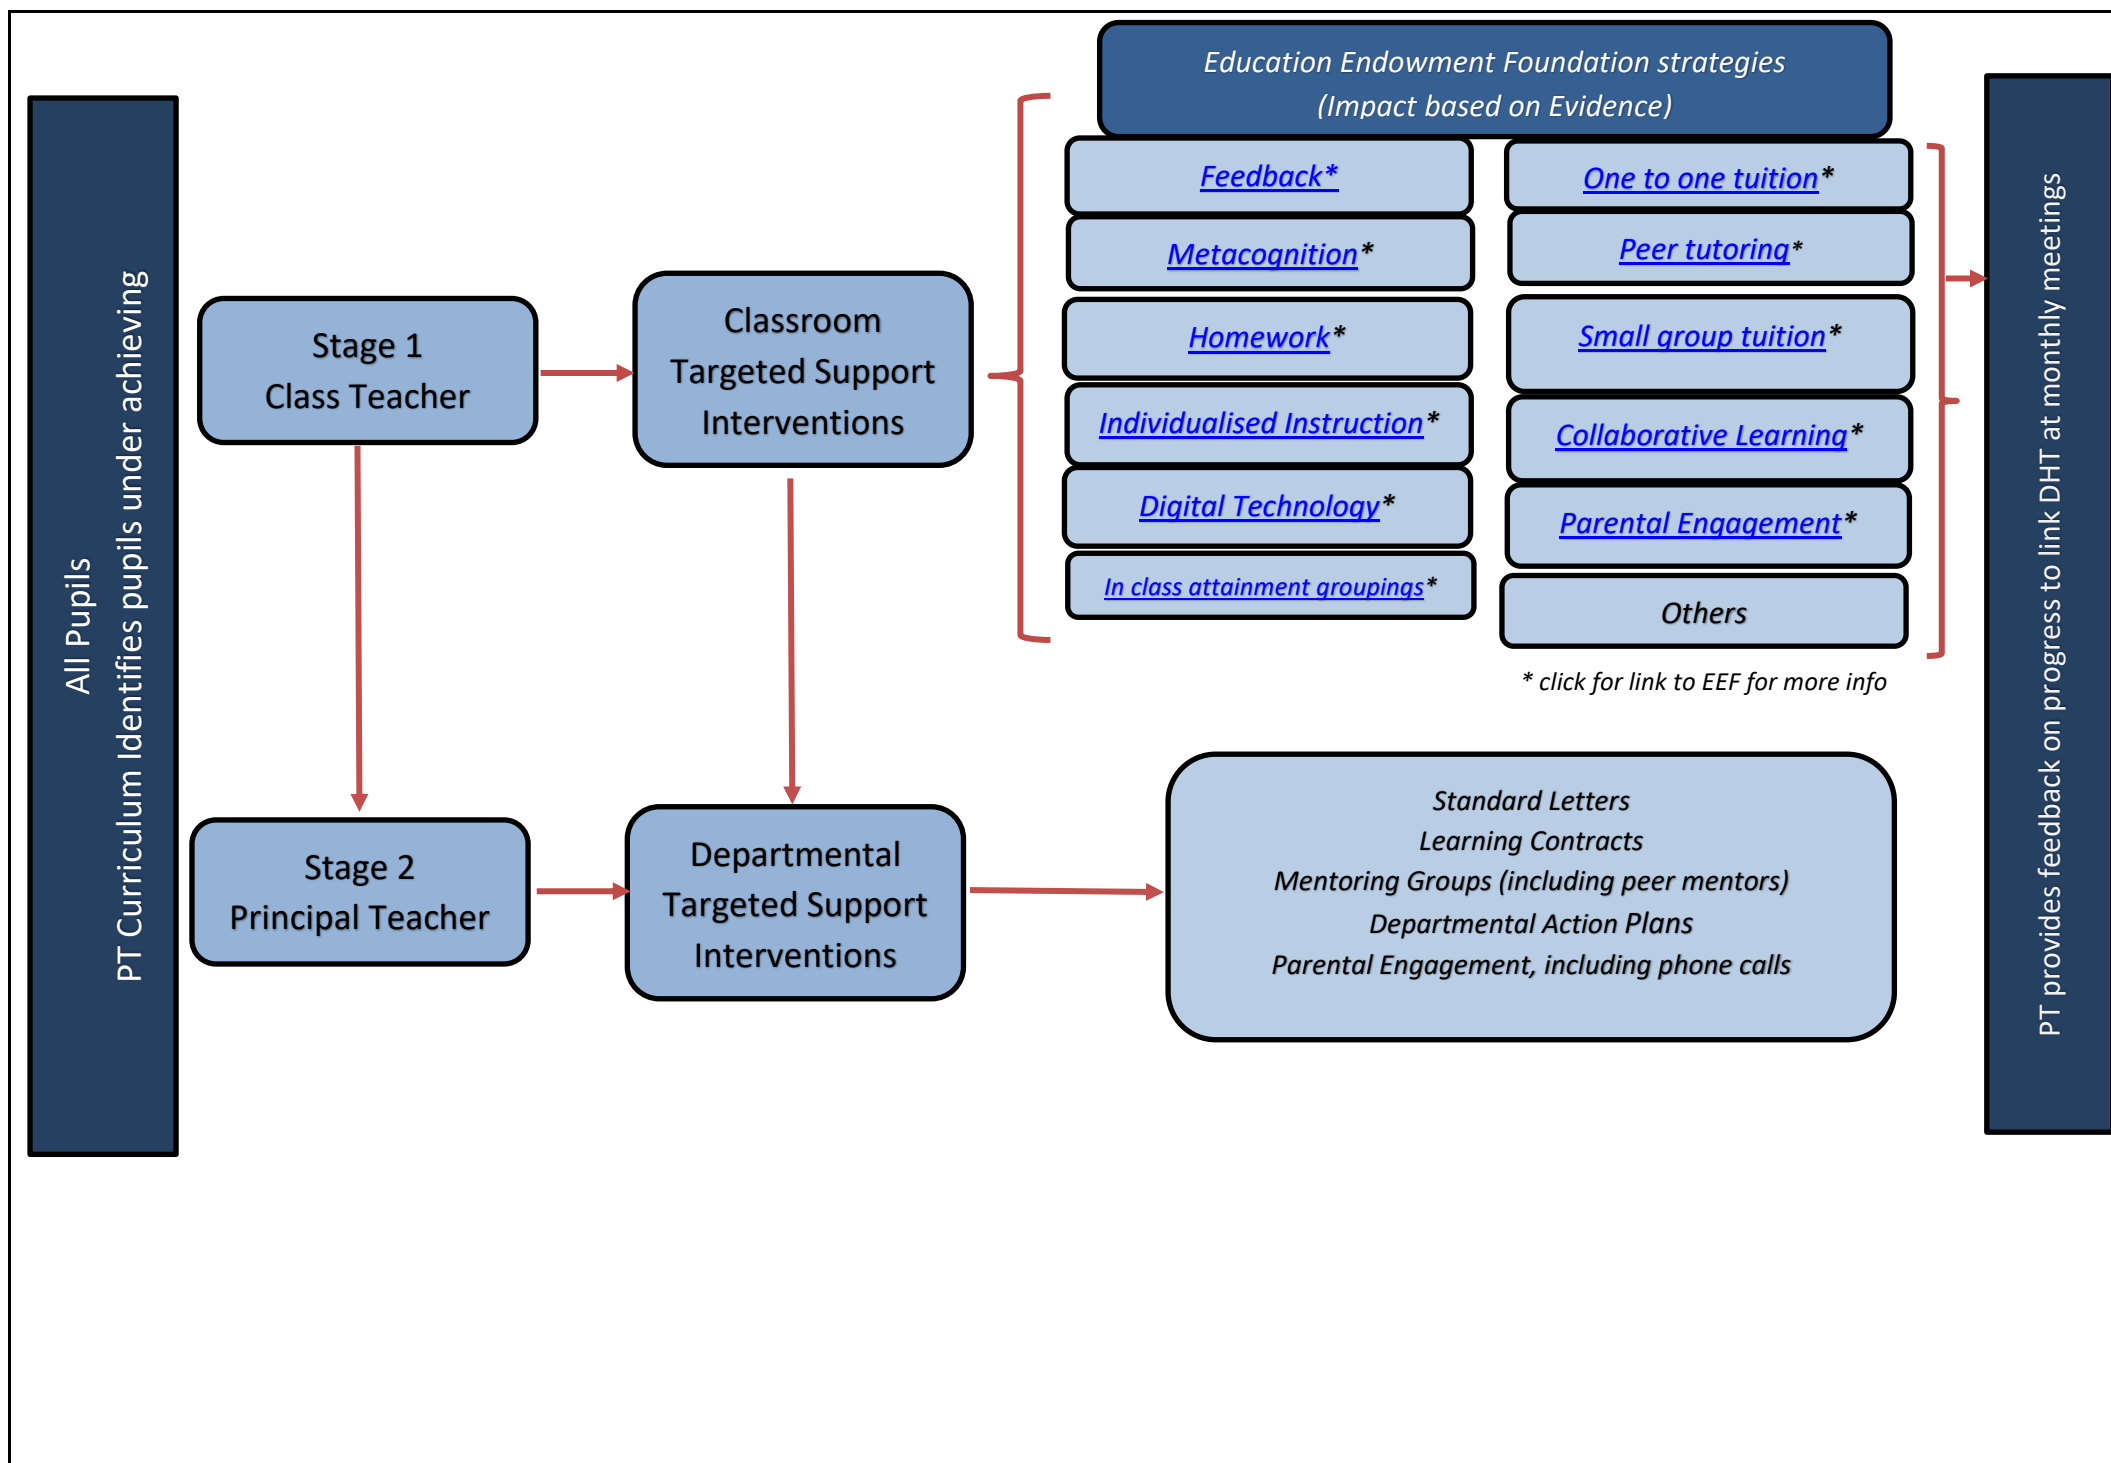 All Pupils
PT Curriculum Identifies pupils under achieving
Stage 1
Class Teacher
Classroom
Targeted Support
Interventions
Education Endowment Foundation strategies
(Impact based on Evidence)
Feedback*
Metacognition*
Homework*
Individualised Instruction*
Digital Technology*
In class attainment groupings*
One to one tuition*
Peer tutoring*
Small group tuition*
Collaborative Learning*
Parental Engagement*
Others
* click for link to EEF for more info
Stage 2
Principal Teacher
Departmental
Targeted Support
Interventions
Standard Letters
Learning Contracts
Mentoring Groups (including peer mentors)
Departmental Action Plans
Parental Engagement, including phone calls
PT provides feedback on progress to link DHT at monthly meetings